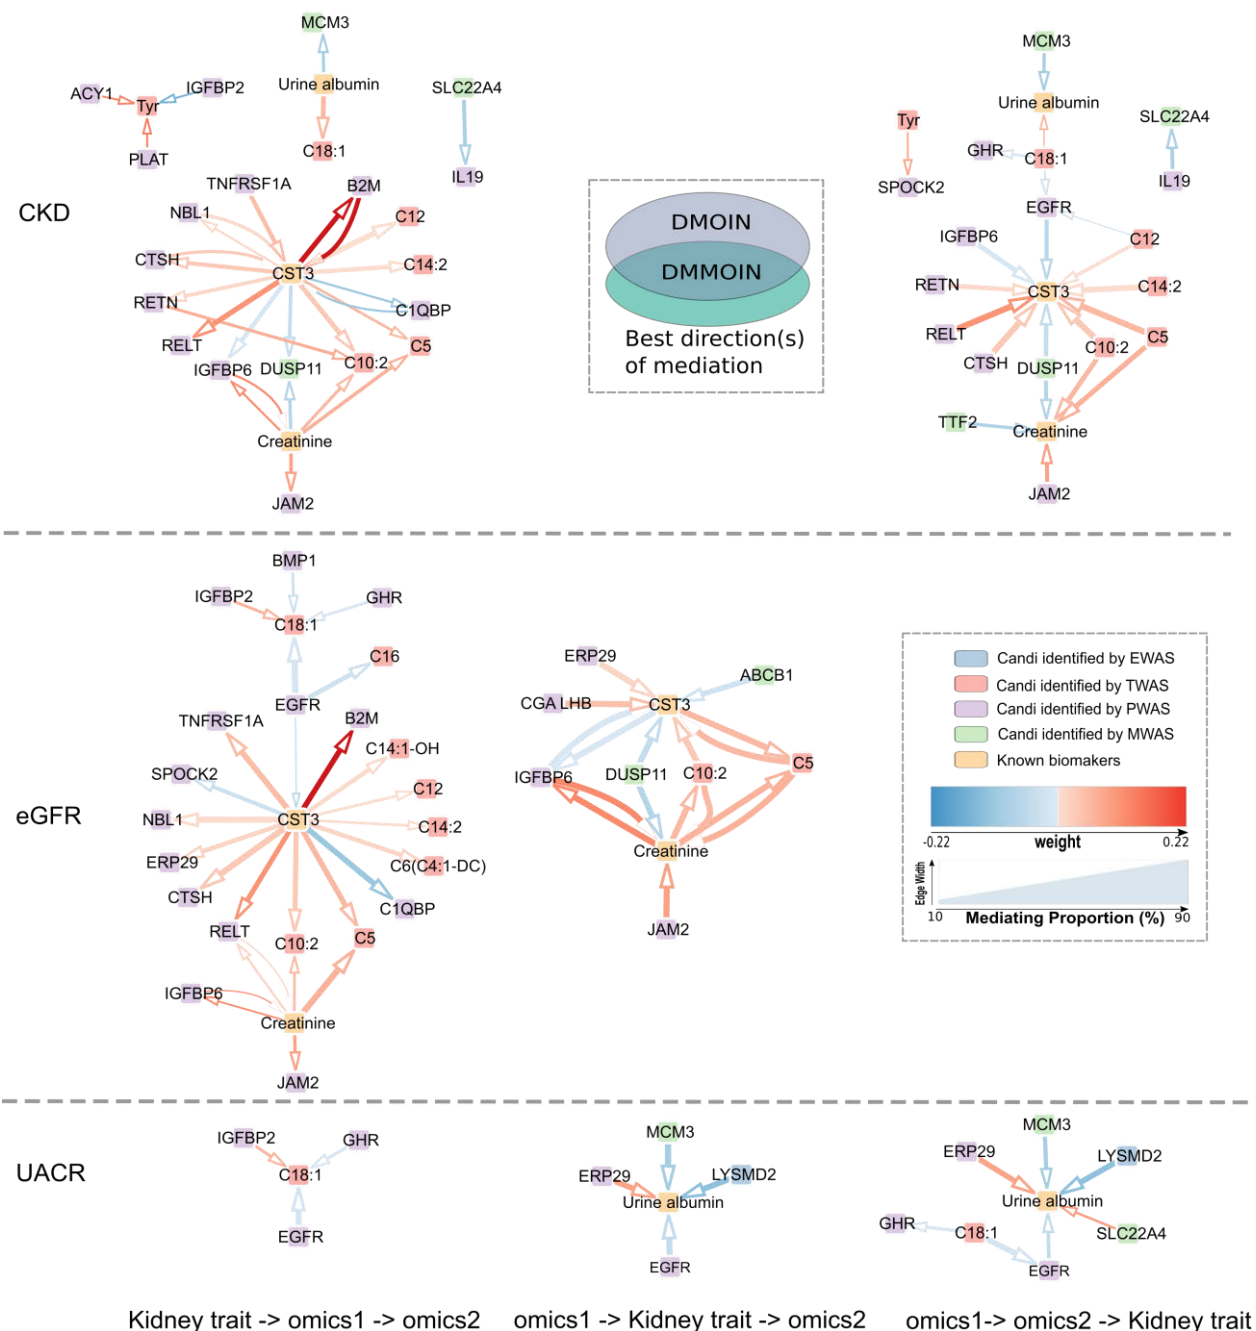 CKD
MCM3
Urine albumin
ACY1
IGFBP2
Tyr
PLAT
C18:1
SLC22A4
IL19
TNFRSF1A
B2M
NBL1
C12
CTSH
CST3
C14:2
RETN
C1QBP
RELT
C5
IGFBP6
DUSP11
C10:2
Creatinine
JAM2
DMOIN
DMMOIN
Best direction(s)
of mediation
MCM3
Urine albumin
Tyr
SLC22A4
GHR
C18:1
SPOCK2
IL19
EGFR
IGFBP6
C12
RETN
CST3
C14:2
RELT
C5
CTSH
DUSP11
C10:2
TTF2
Creatinine
JAM2
eGFR
BMP1
IGFBP2
GHR
C18:1
C16
EGFR
TNFRSF1A
B2M
C14:1-OH
SPOCK2
C12
NBL1
CST3
C14:2
ERP29
C6(C4:1-DC)
CTSH
C1QBP
RELT
C10:2
C5
IGFBP6
Creatinine
JAM2
ERP29
ABCB1
CGA LHB
CST3
IGFBP6
DUSP11
C10:2
C5
Creatinine
JAM2
Candi identified by EWAS
Candi identified by TWAS
Candi identified by PWAS
Candi identified by MWAS
Known biomakers
-0.22 weight 0.22
Edge Width
10 Mediating Proportion (%) 90
UACR
IGFBP2
GHR
C18:1
EGFR
MCM3
ERP29
LYSMD2
Urine albumin
EGFR
MCM3
ERP29
LYSMD2
Urine albumin
GHR
C18:1
SLC22A4
EGFR
Kidney trait -> omics1 -> omics2
omics1 -> Kidney trait -> omics2
omics1-> omics2 -> Kidney trait